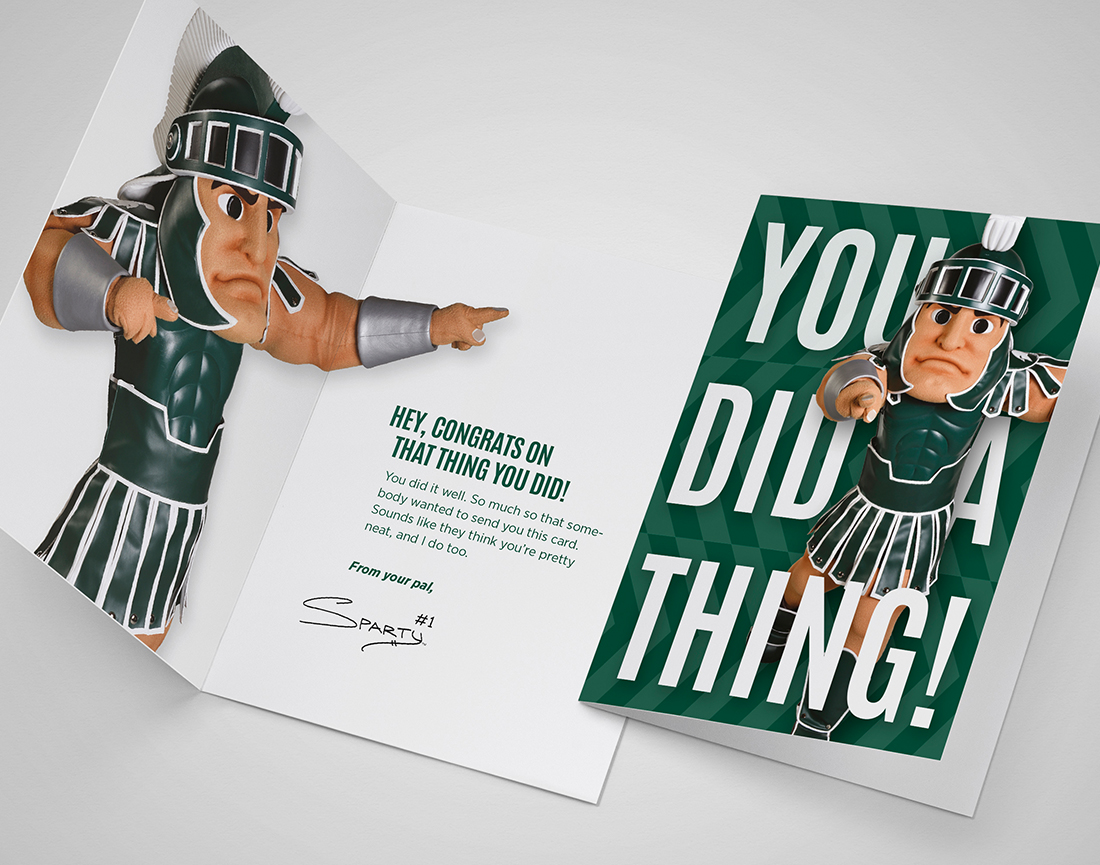 HEY, CONGRATS ON
THAT THING YOU DID!
You did it well. So much so that some-
body wanted to send you this card.
Sounds like they think you're pretty
neat, and I do too.
From your pal,
SPARTY #1
YOU
DID A
THING!